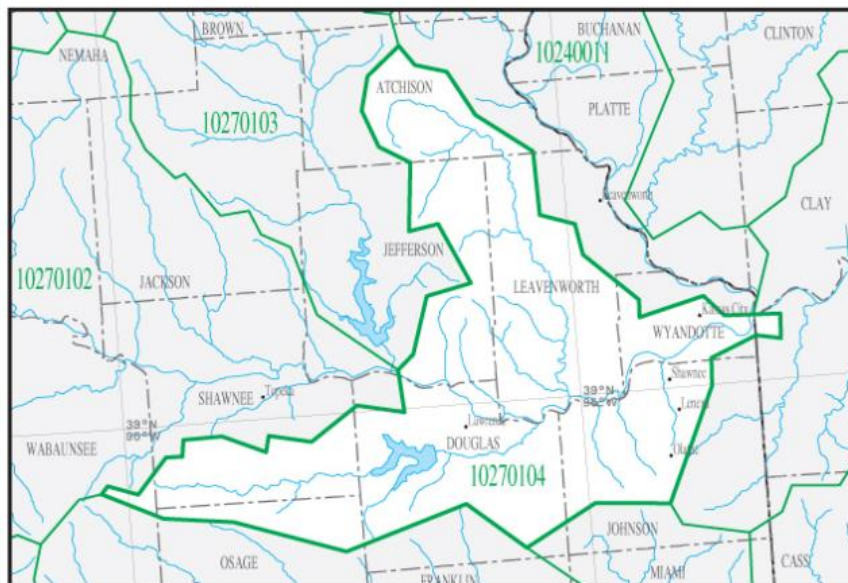 BROWN
BUCHANAN
CLINTON
NEMAHA
10240011
ATCHISON
PLATTE
10270103
Leavenworth
CLAY
JEFFERSON
10270102
JACKSON
LEAVENWORTH
Kansas City
WYANDOTTE
Shawnee
39°N
95°W
SHAWNEE
Topeka
Lenexa
39°N
96°W
Lawrence
WABAUNSEE
DOUGLAS
Olathe
10270104
JOHNSON
OSAGE
CASS
MIAMI
FRANKLIN